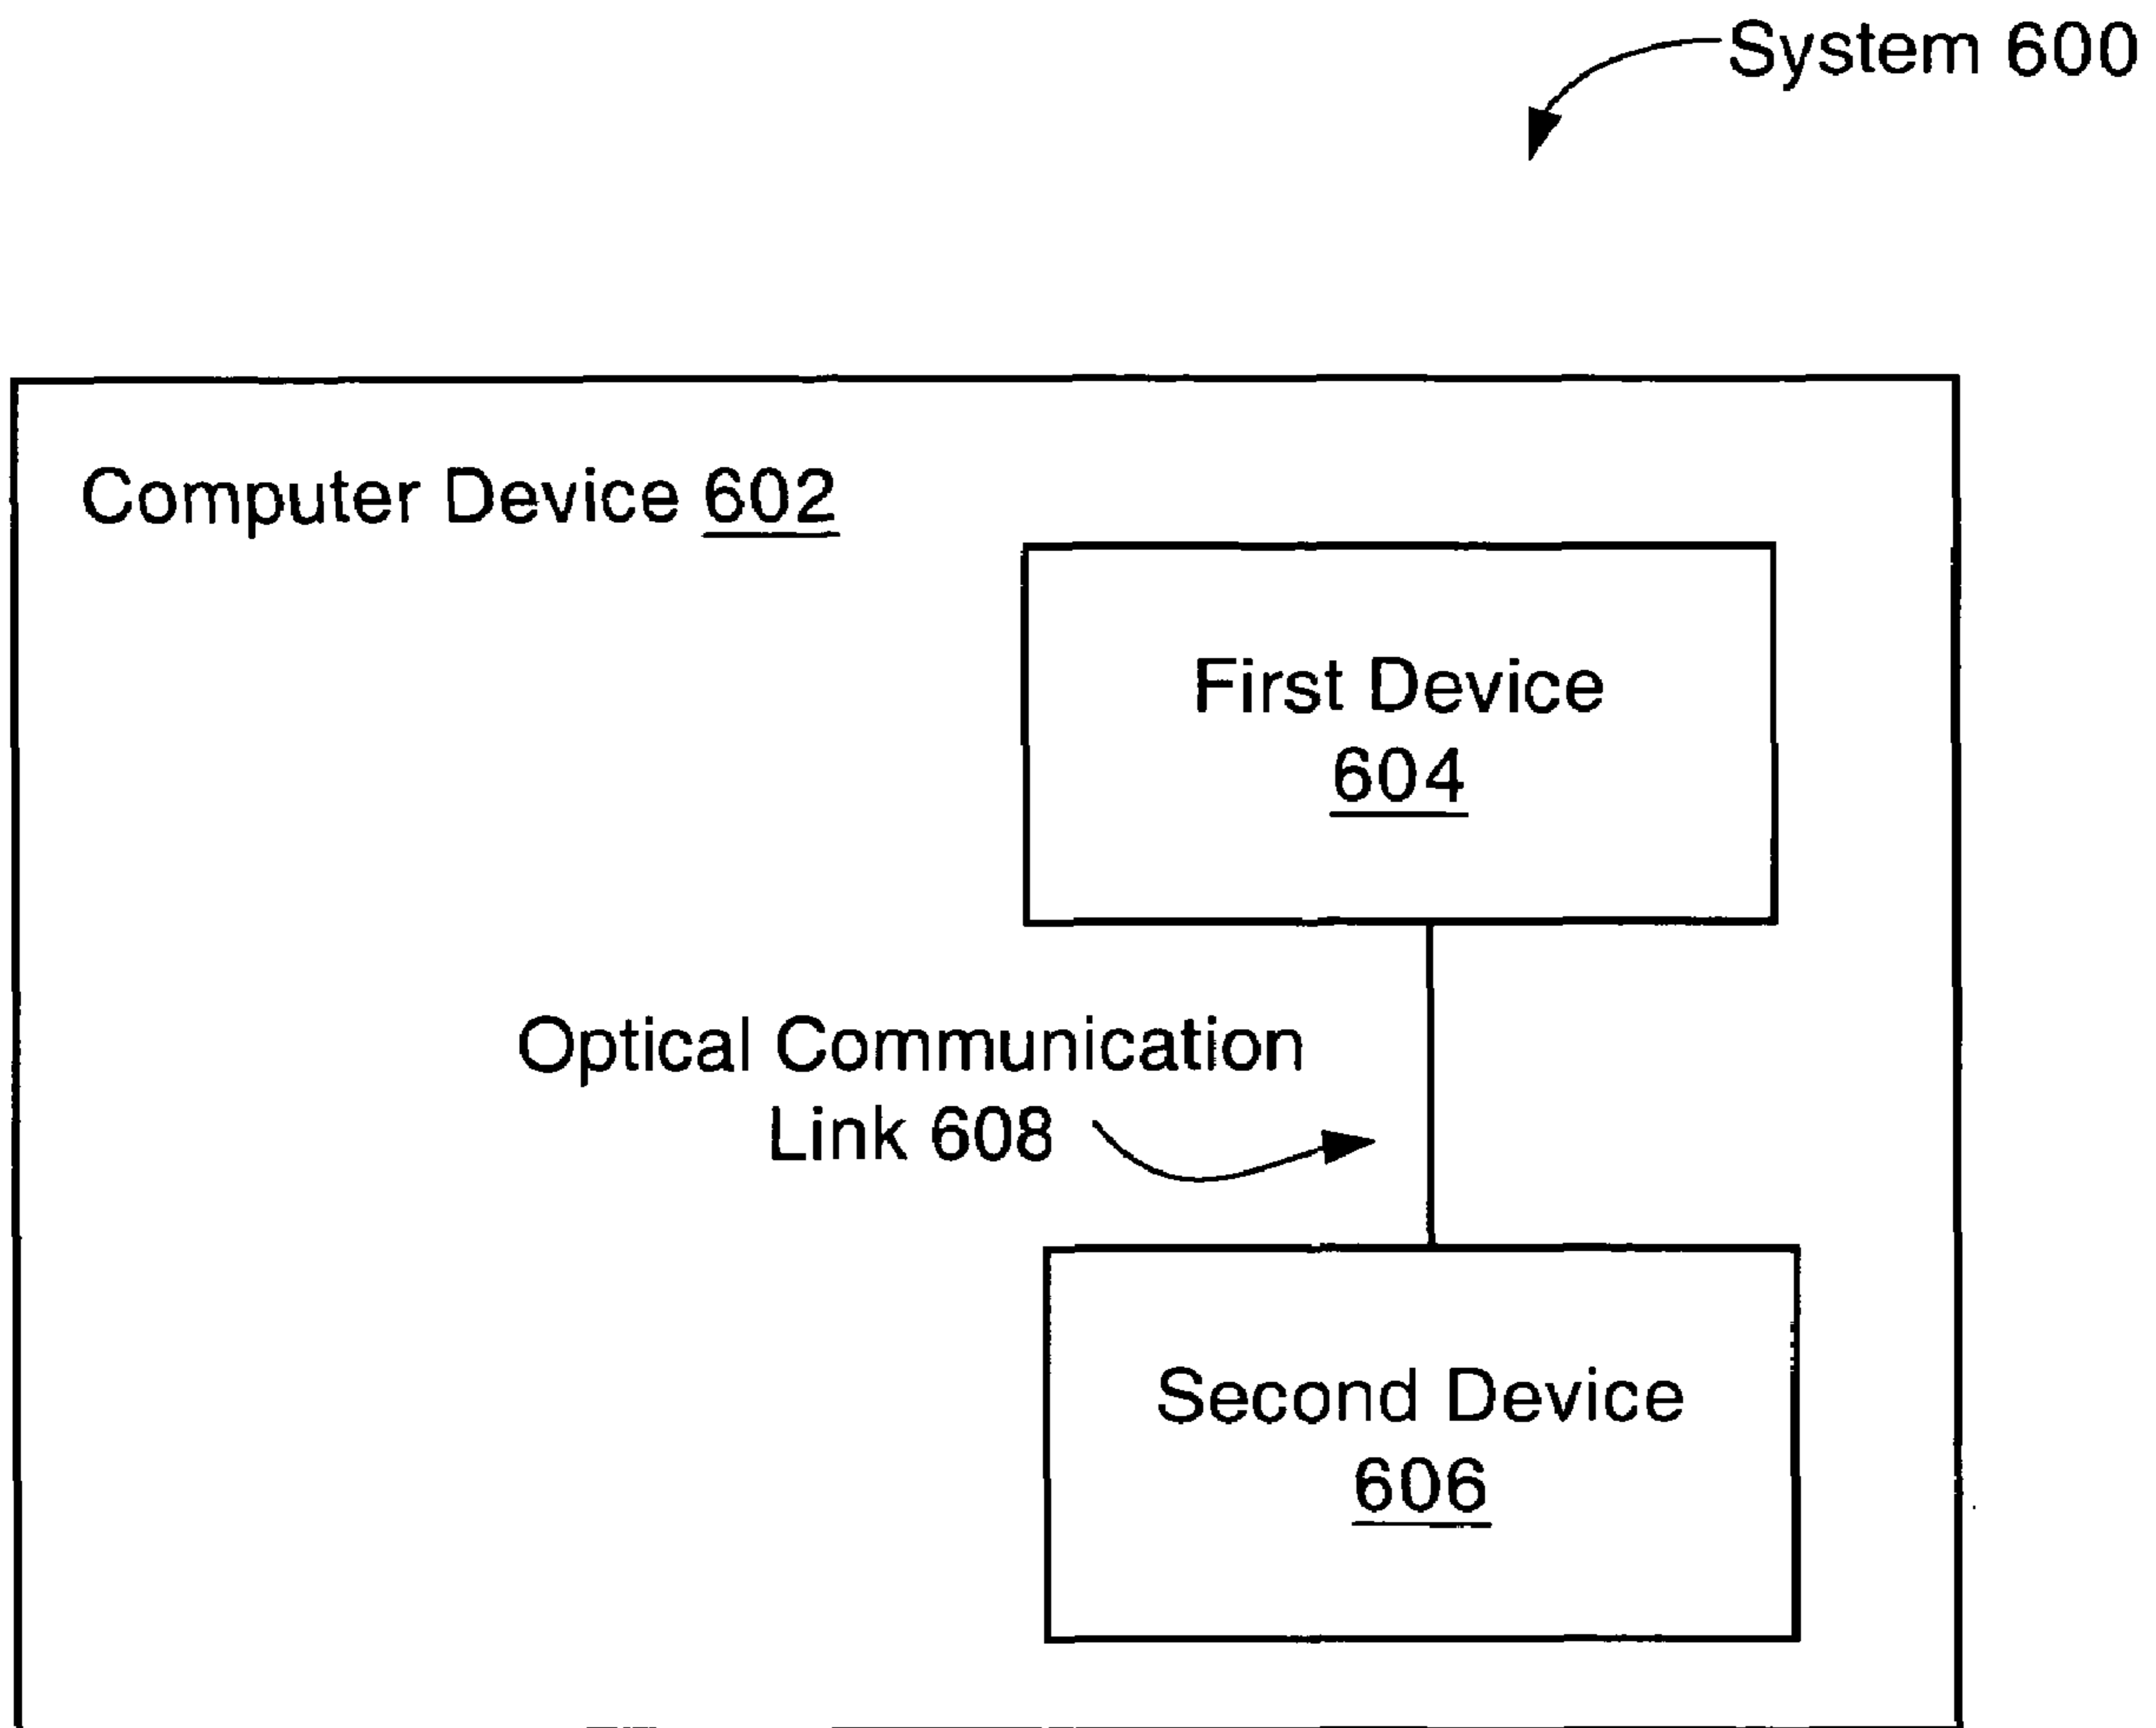 System 600
Computer Device 602
First Device
604
Optical Communication
Link 608
Second Device
606